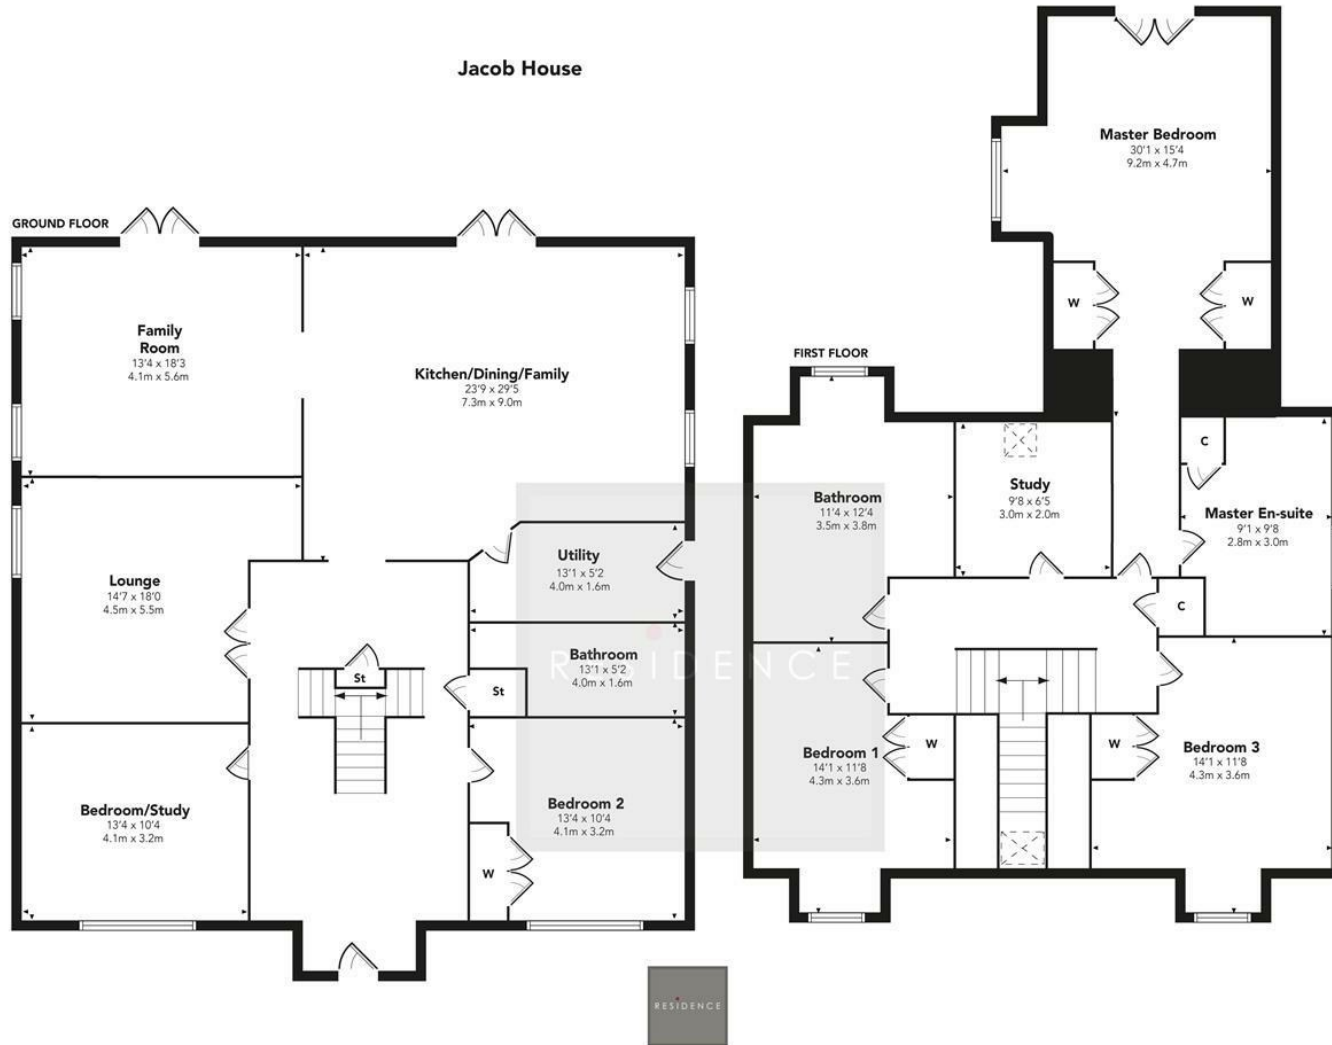 Jacob House
GROUND FLOOR
Family
Room
13'4 x 18'3
4.1m x 5.6m
Kitchen/Dining/Family
23'9 x 29'5
7.3m x 9.0m
Lounge
14'7 x 18'0
4.5m x 5.5m
Utility
13'1 x 5'2
4.0m x 1.6m
Bathroom
13'1 x 5'2
4.0m x 1.6m
St
St
Bedroom/Study
13'4 x 10'4
4.1m x 3.2m
Bedroom 2
13'4 x 10'4
4.1m x 3.2m
W
FIRST FLOOR
Master Bedroom
30'1 x 15'4
9.2m x 4.7m
W
W
Bathroom
11'4 x 12'4
3.5m x 3.8m
Study
9'8 x 6'5
3.0m x 2.0m
C
Master En-suite
9'1 x 9'8
2.8m x 3.0m
C
Bedroom 1
14'1 x 11'8
4.3m x 3.6m
W
W
Bedroom 3
14'1 x 11'8
4.3m x 3.6m
RESIDENCE
RESIDENCE